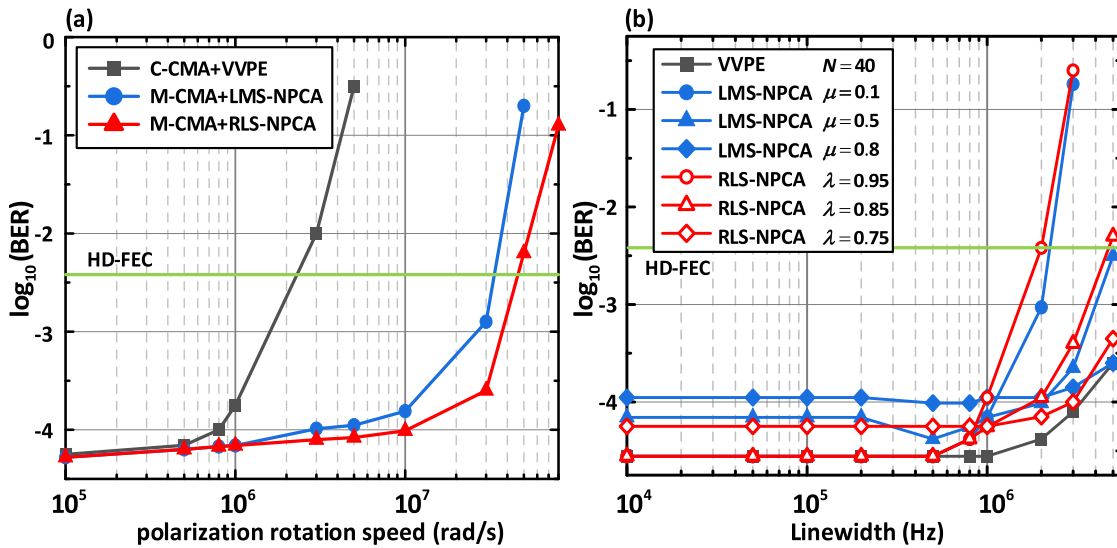 (a)
0
-1
-2
-3
-4
log10(BER)
C-CMA+VVPE
M-CMA+LMS-NPCA
M-CMA+RLS-NPCA
HD-FEC
10^5
10^6
10^7
polarization rotation speed (rad/s)
(b)
0
-1
-2
-3
-4
log10(BER)
VVPE N=40
LMS-NPCA μ=0.1
LMS-NPCA μ=0.5
LMS-NPCA μ=0.8
RLS-NPCA λ=0.95
RLS-NPCA λ=0.85
RLS-NPCA λ=0.75
HD-FEC
10^4
10^5
10^6
Linewidth (Hz)